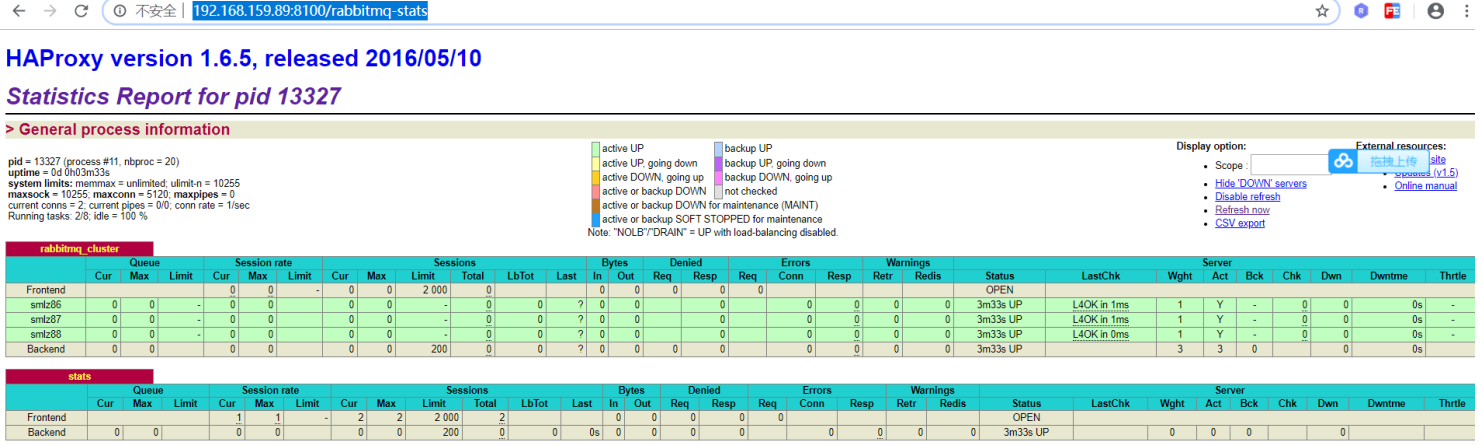 不安全 | 192.168.159.89:8100/rabbitmq-stats
HAProxy version 1.6.5, released 2016/05/10
Statistics Report for pid 13327
> General process information
pid = 13327 (process #11, nbproc = 20)
uptime = 0d 0h03m33s
system limits: memmax = unlimited; ulimit-n = 10255
maxsock = 10255; maxconn = 5120; maxpipes = 0
current conns = 2; current pipes = 0/0; conn rate = 1/sec
Running tasks: 2/8; idle = 100 %
active UP backup UP
active UP, going down backup UP, going down
active DOWN, going up backup DOWN, going up
active or backup DOWN not checked
active or backup DOWN for maintenance (MAINT)
active or backup SOFT STOPPED for maintenance
Note: "NOLB"/"DRAIN" = UP with load-balancing disabled.
Display option:
Scope :
Hide 'DOWN' servers
Disable refresh
Refresh now
CSV export
External resources:
拖拽上传
Updates (v1.5)
Online manual
rabbitmq_cluster
Queue Session rate Sessions Bytes Denied Errors Warnings Server
Cur Max Limit Cur Max Limit Cur Max Limit Total LbTot Last In Out Req Resp Req Conn Resp Retr Redis Status LastChk Wght Act Bck Chk Dwn Dwntme Thrtle
Frontend 0 0 - 0 0 2 000 0 0 0 0 0 0 OPEN
smlz86 0 0 - 0 0 0 0 - 0 0 ? 0 0 0 0 0 0 0 3m33s UP L4OK in 1ms 1 Y - 0 0 0s -
smlz87 0 0 - 0 0 0 0 - 0 0 ? 0 0 0 0 0 0 0 3m33s UP L4OK in 1ms 1 Y - 0 0 0s -
smlz88 0 0 - 0 0 0 0 - 0 0 ? 0 0 0 0 0 0 0 3m33s UP L4OK in 0ms 1 Y - 0 0 0s -
Backend 0 0 0 0 0 0 200 0 0 ? 0 0 0 0 0 0 0 0 3m33s UP 3 3 0 0 0s
stats
Queue Session rate Sessions Bytes Denied Errors Warnings Server
Cur Max Limit Cur Max Limit Cur Max Limit Total LbTot Last In Out Req Resp Req Conn Resp Retr Redis Status LastChk Wght Act Bck Chk Dwn Dwntme Thrtle
Frontend 1 1 - 2 2 2 000 2 0 0 0 0 0 OPEN
Backend 0 0 0 0 0 0 200 0 0 0s 0 0 0 0 0 0 0 0 3m33s UP 0 0 0 0